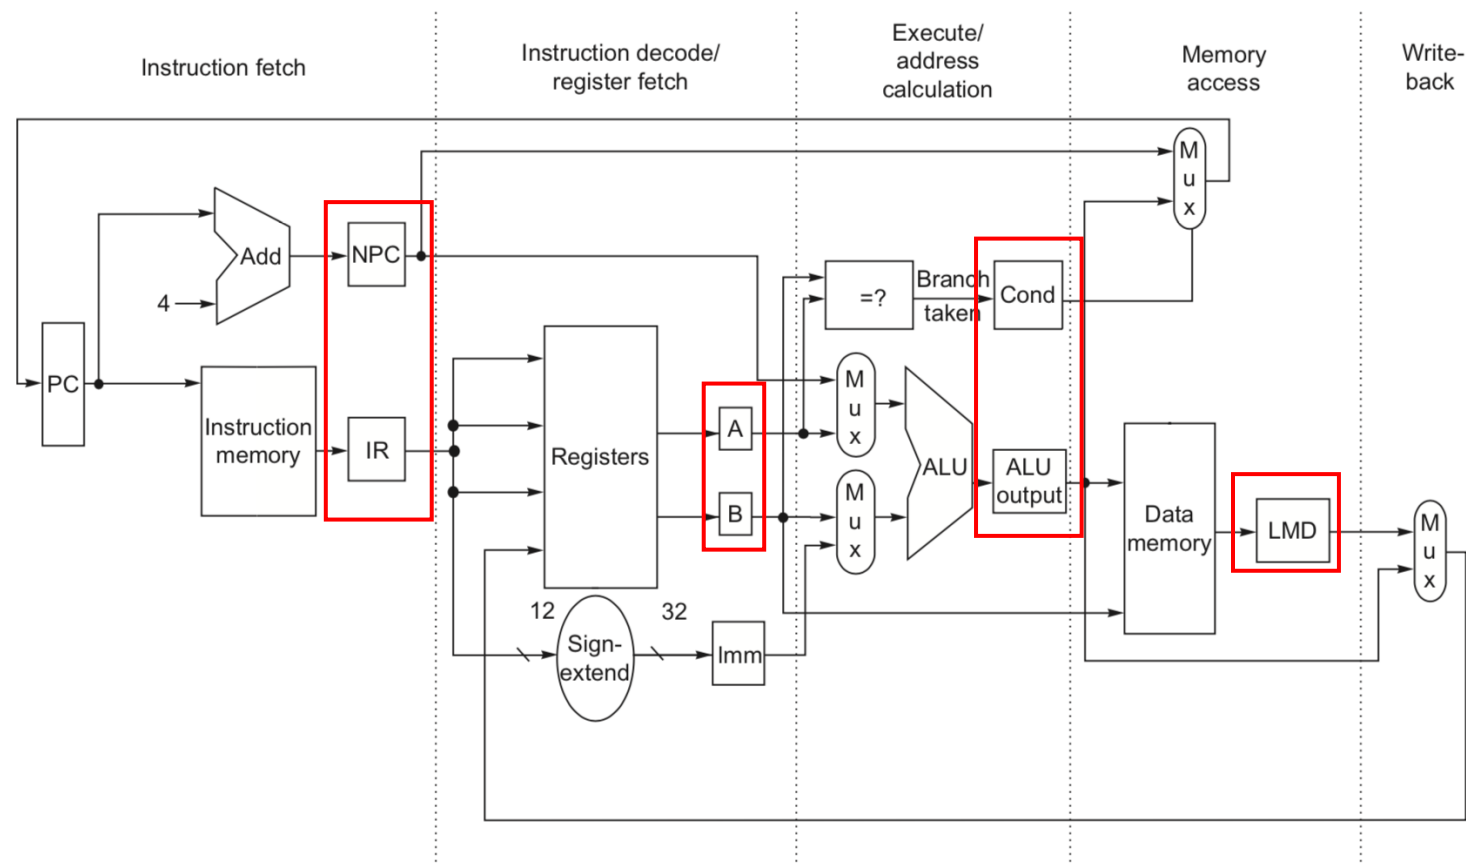 Instruction fetch
Instruction decode/
register fetch
Execute/
address
calculation
Memory
access
Write-
back
M
u
x
Add
NPC
4
PC
Instruction
memory
IR
Registers
A
B
=?
Branch
taken
Cond
M
u
x
ALU
ALU
output
M
u
x
Data
memory
LMD
M
u
x
12
32
Sign-
extend
Imm